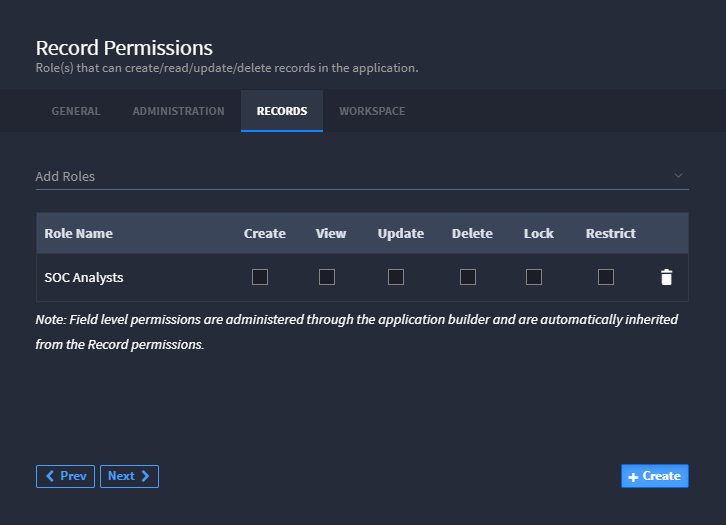 Record Permissions
Role(s) that can create/read/update/delete records in the application.
GENERAL ADMINISTRATION RECORDS WORKSPACE
Add Roles
Role Name Create View Update Delete Lock Restrict
SOC Analysts
Note: Field level permissions are administered through the application builder and are automatically inherited
from the Record permissions.
Prev Next + Create